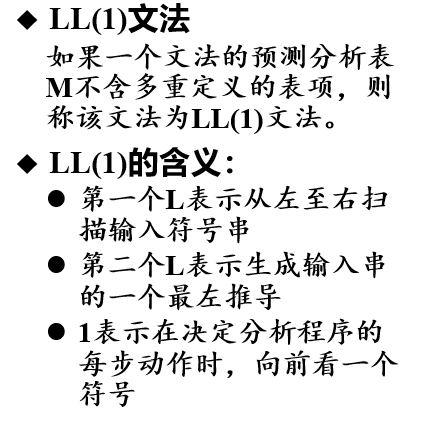 ◆ LL(1)文法
如果一个文法的预测分析表
M不含多重定义的表项，则
称该文法为LL(1)文法。
◆ LL(1)的含义：
● 第一个L表示从左至右扫
描输入符号串
● 第二个L表示生成输入串
的一个最左推导
● 1表示在决定分析程序的
每步动作时，向前看一个
符号